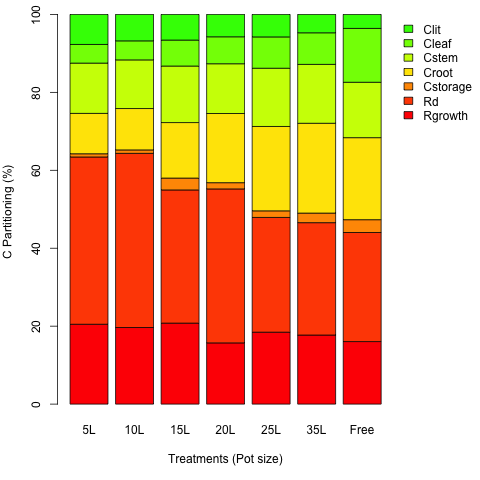 C Partitioning (%)
100
80
60
40
20
0
5L 10L 15L 20L 25L 35L Free
Treatments (Pot size)
Clit
Cleaf
Cstem
Croot
Cstorage
Rd
Rgrowth